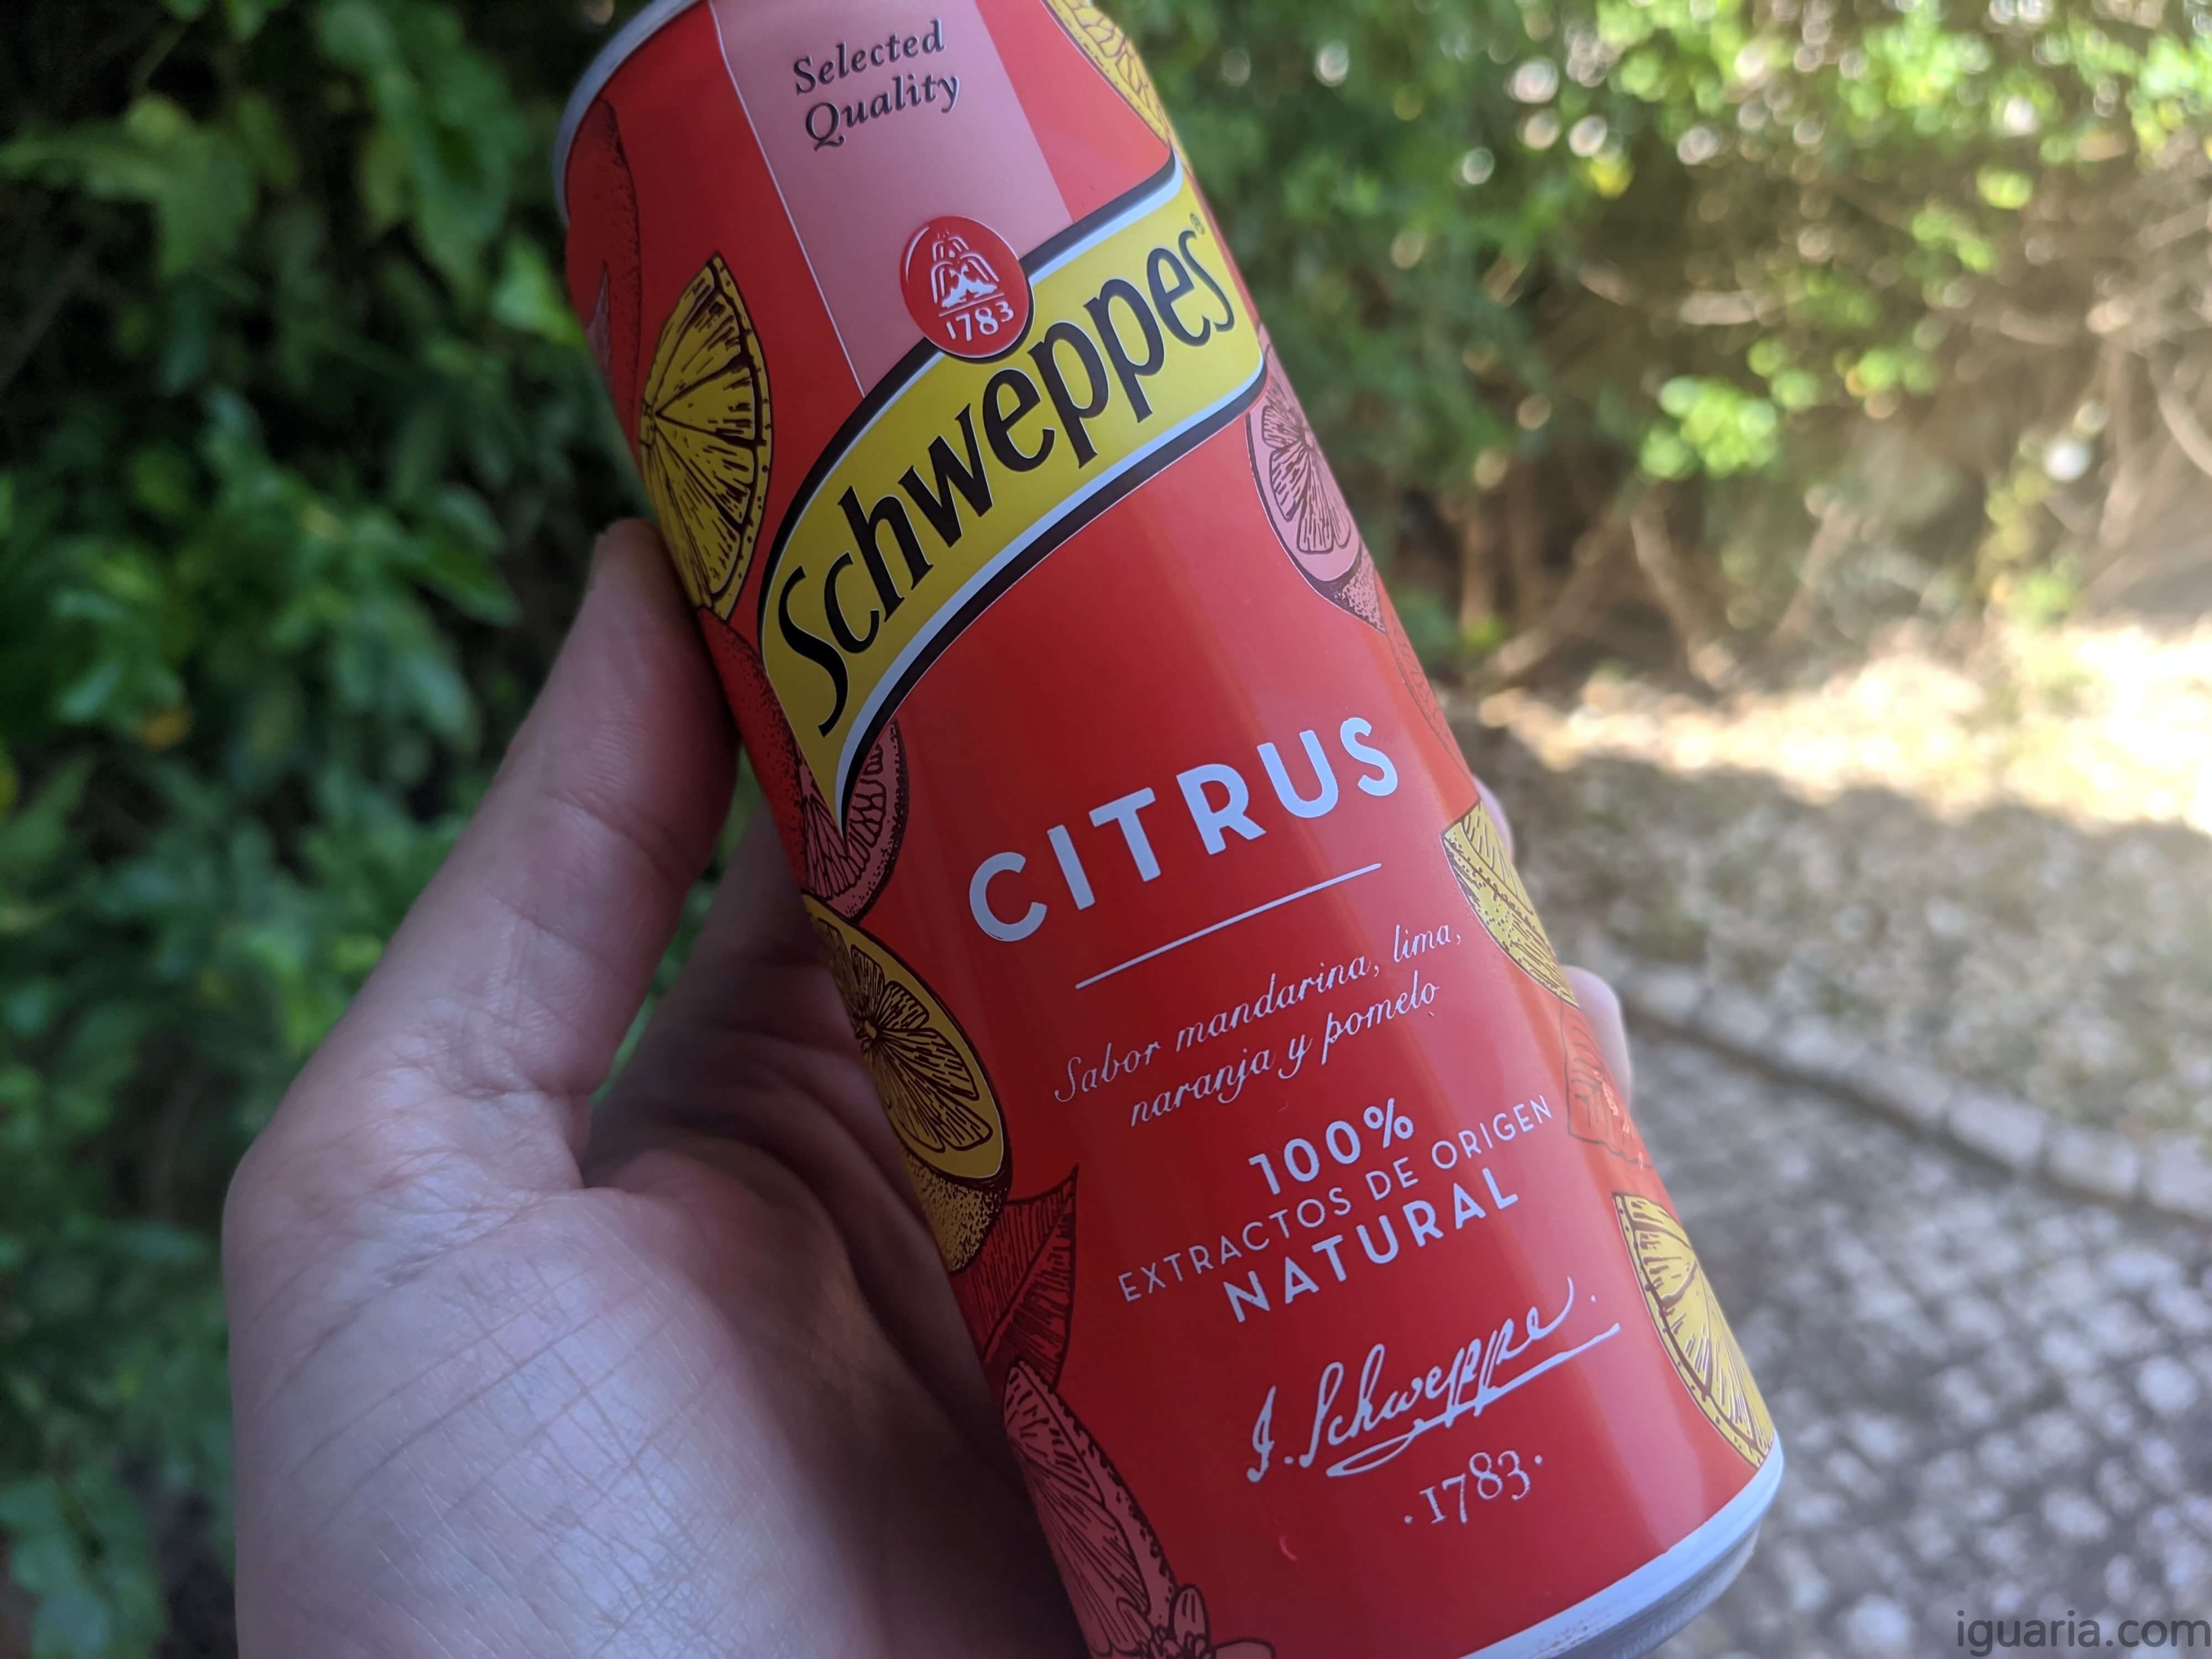 Selected
Quality
1783
Schweppes®
CITRUS
Sabor mandarina, lima,
naranja y pomelo
100%
EXTRACTOS DE ORIGEN
NATURAL
J. Schweppe.
·1783·
iguaria.com